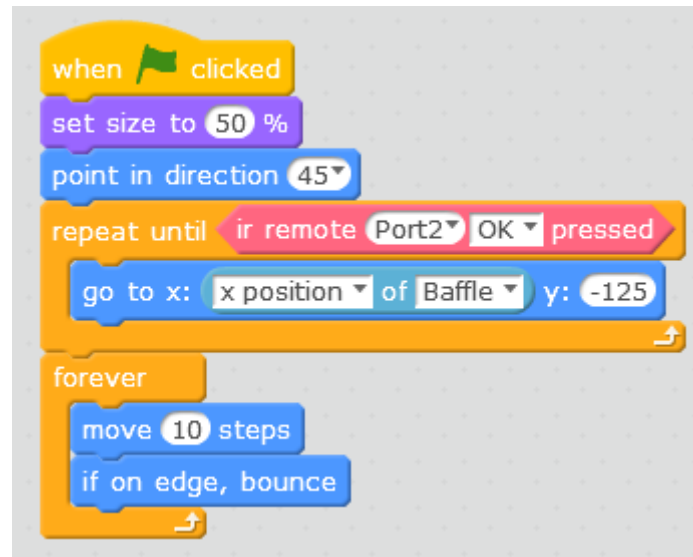 when clicked
set size to 50 %
point in direction 45
repeat until ir remote Port2 OK pressed
go to x: x position of Baffle y: -125
forever
move 10 steps
if on edge, bounce